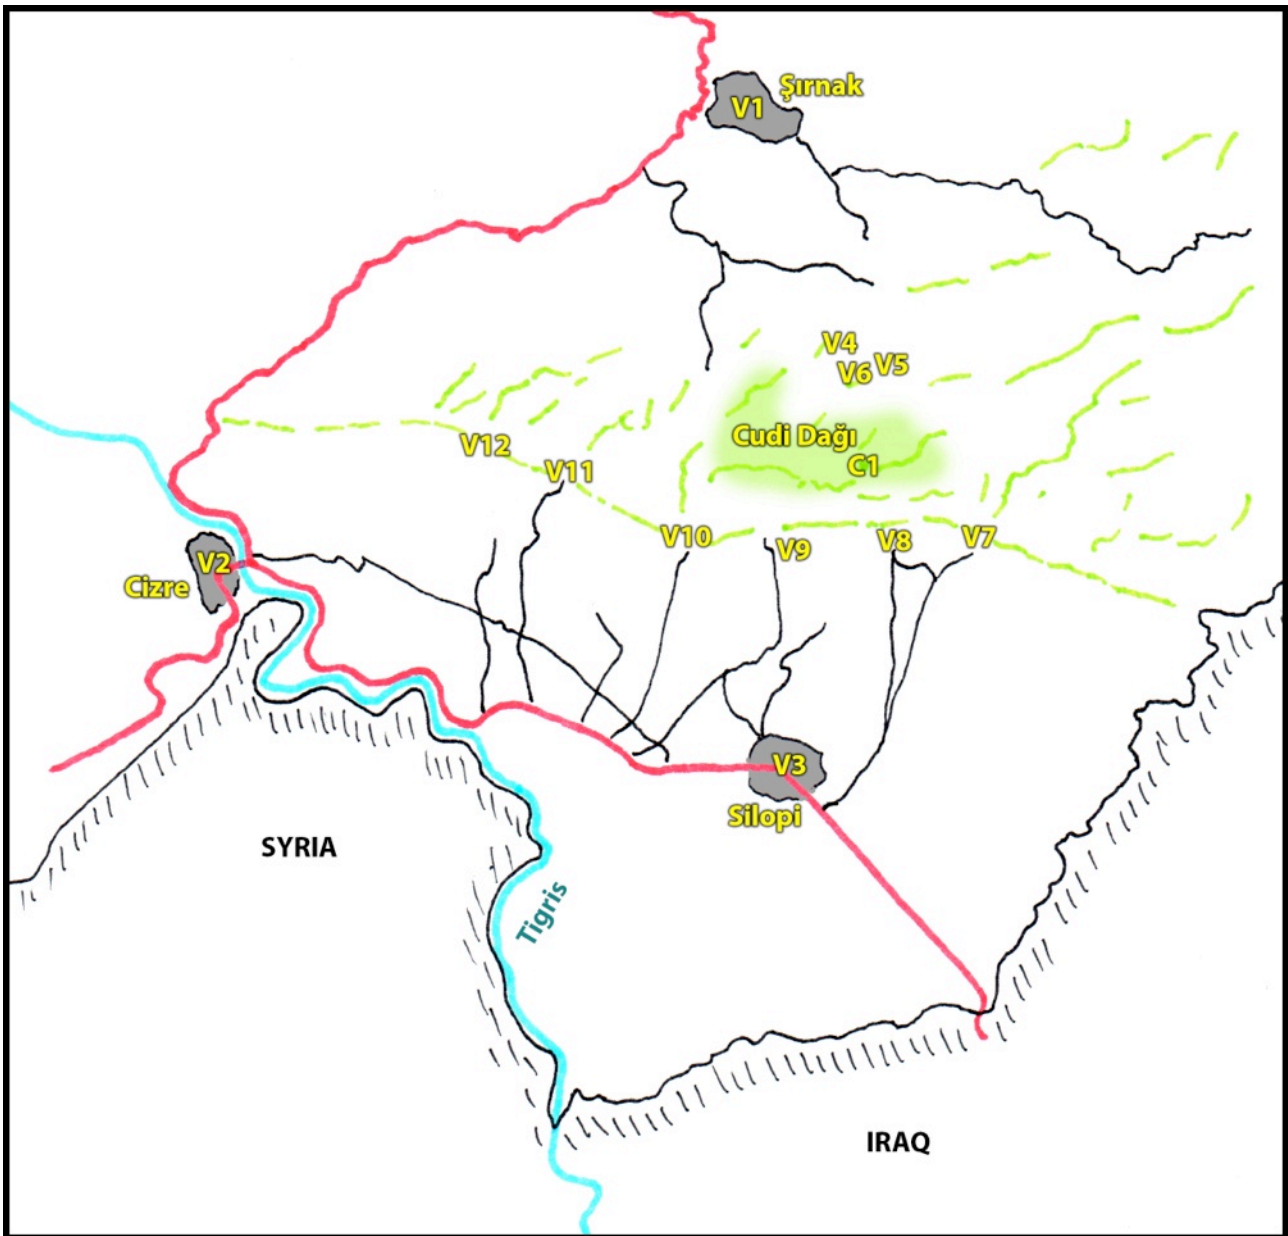 Şırnak
V1
V4
V5
V6
Cudi Dağı
C1
V12
V11
V10
V9
V8
V7
V2
Cizre
V3
Silopi
SYRIA
Tigris
IRAQ